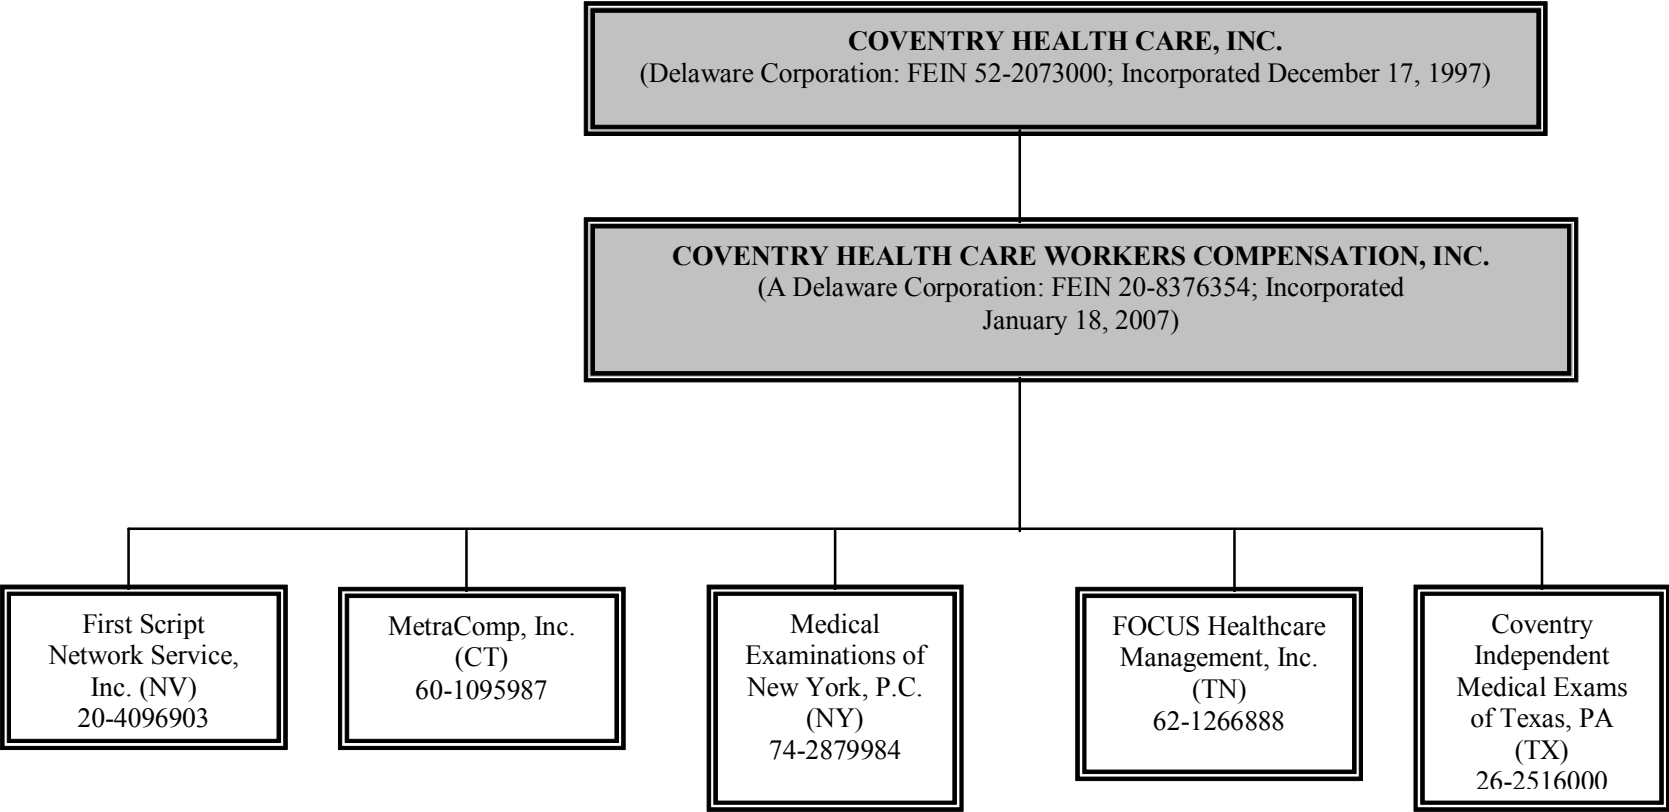 COVENTRY HEALTH CARE, INC.
(Delaware Corporation: FEIN 52-2073000; Incorporated December 17, 1997)
COVENTRY HEALTH CARE WORKERS COMPENSATION, INC.
(A Delaware Corporation: FEIN 20-8376354; Incorporated
January 18, 2007)
First Script
Network Service,
Inc. (NV)
20-4096903
MetraComp, Inc.
(CT)
60-1095987
Medical
Examinations of
New York, P.C.
(NY)
74-2879984
FOCUS Healthcare
Management, Inc.
(TN)
62-1266888
Coventry
Independent
Medical Exams
of Texas, PA
(TX)
26-2516000